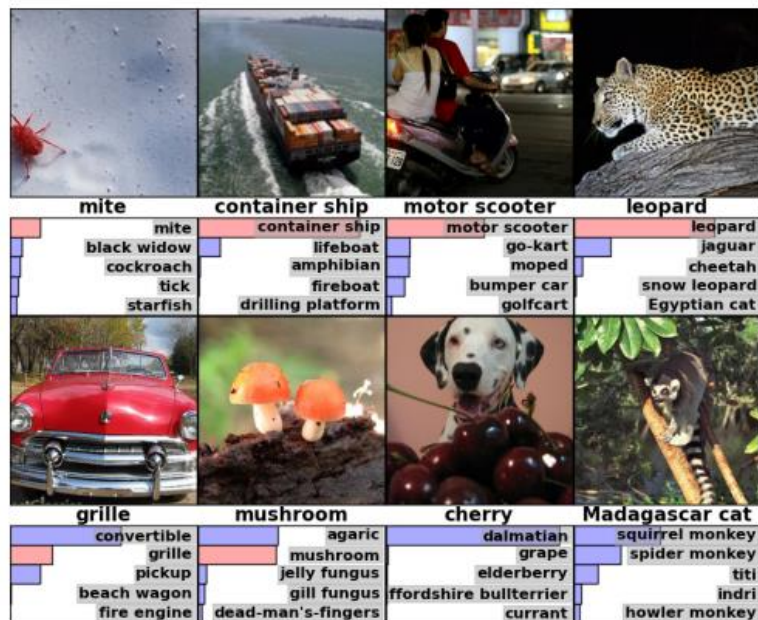 mite
container ship
motor scooter
leopard
mite
black widow
cockroach
tick
starfish
container ship
lifeboat
amphibian
fireboat
drilling platform
motor scooter
go-kart
moped
bumper car
golfcart
leopard
jaguar
cheetah
snow leopard
Egyptian cat
grille
mushroom
cherry
Madagascar cat
convertible
grille
pickup
beach wagon
fire engine
agaric
mushroom
jelly fungus
gill fungus
dead-man's-fingers
dalmatian
grape
elderberry
ffordshire bullterrier
currant
squirrel monkey
spider monkey
titi
indri
howler monkey